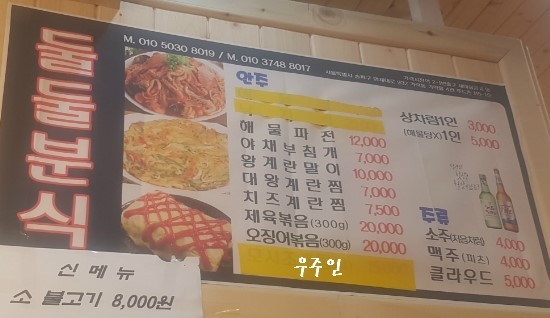 둘둘분식
M. 010 5030 8019 / M. 010 3748 8017
안주
해물파전 12,000
야채부침개 7,000
왕계란말이 10,000
대왕계란찜 7,000
치즈계란찜 7,500
제육볶음(300g) 20,000
오징어볶음(300g) 20,000
상차림1인 3,000
1인 5,000
주류
소주(처음처럼) 4,000
맥주 4,000
클라우드 5,000
신메뉴
소 불고기 8,000원
우주인